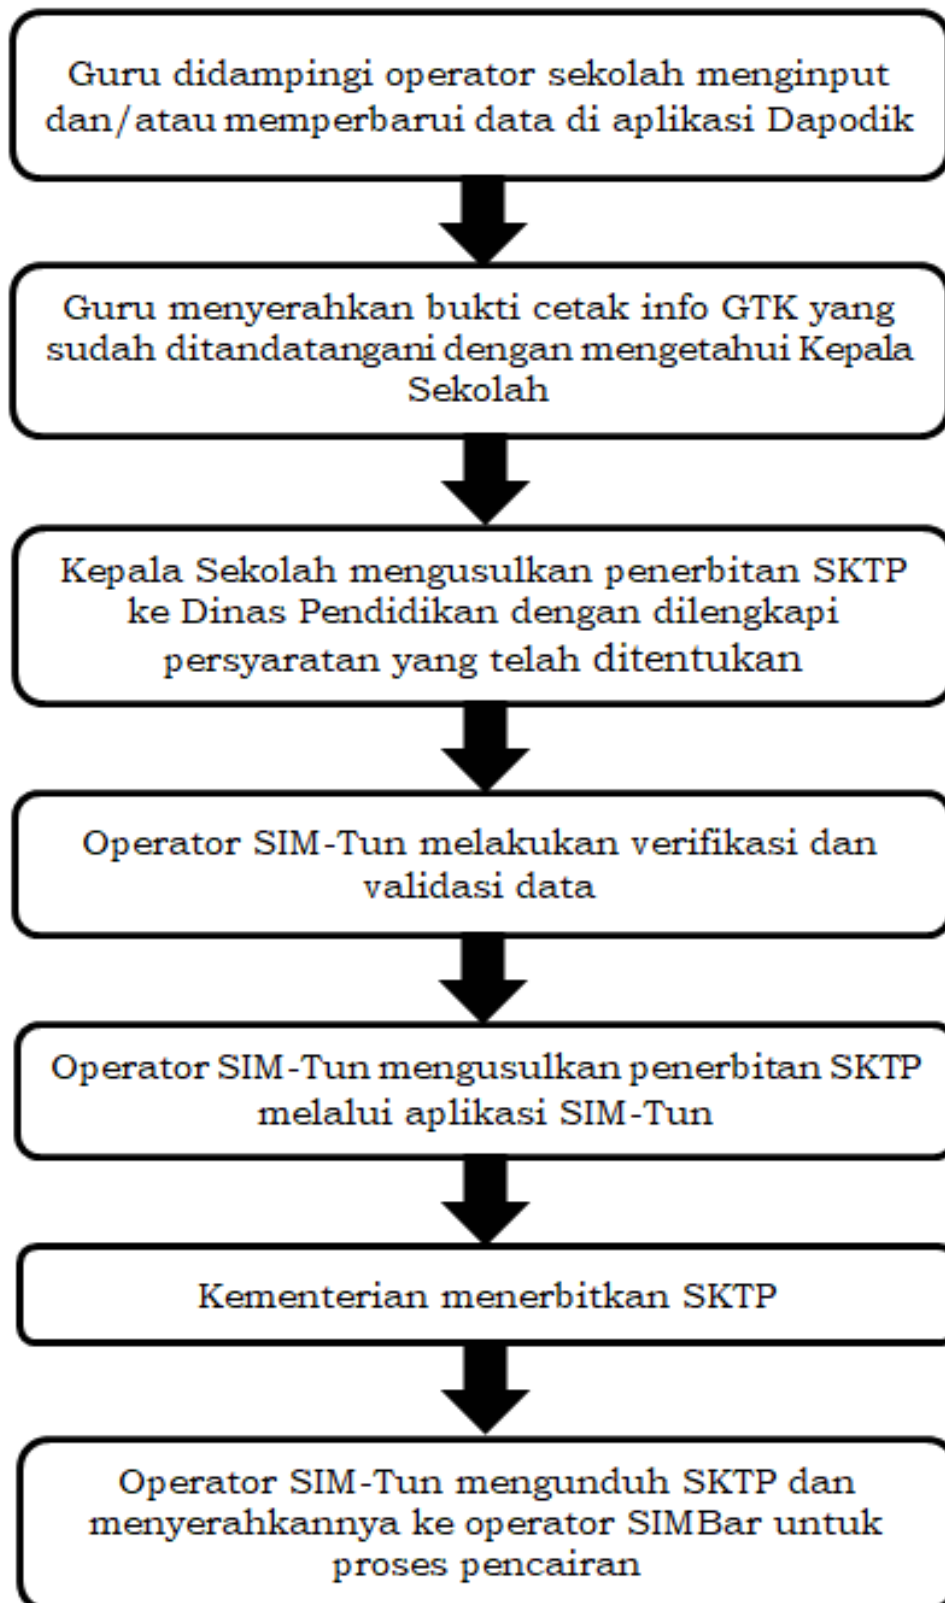 Guru didampingi operator sekolah menginput
dan/atau memperbarui data di aplikasi Dapodik
Guru menyerahkan bukti cetak info GTK yang
sudah ditandatangani dengan mengetahui Kepala
Sekolah
Kepala Sekolah mengusulkan penerbitan SKTP
ke Dinas Pendidikan dengan dilengkapi
persyaratan yang telah ditentukan
Operator SIM-Tun melakukan verifikasi dan
validasi data
Operator SIM-Tun mengusulkan penerbitan SKTP
melalui aplikasi SIM-Tun
Kementerian menerbitkan SKTP
Operator SIM-Tun mengunduh SKTP dan
menyerahkannya ke operator SIMBar untuk
proses pencairan